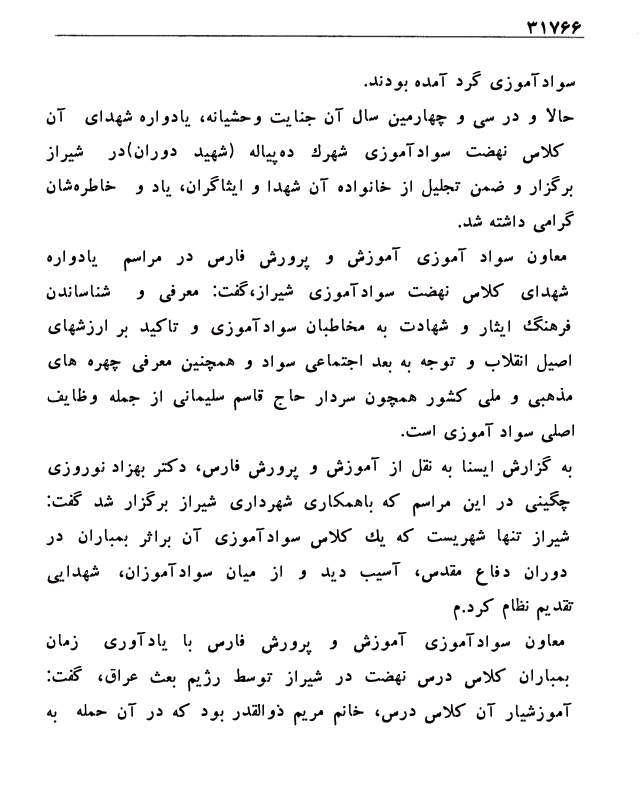 ۳۱۷۶۶
سوادآموزی گرد آمده بودند.
حالا و در سی و چهارمین سال آن جنایت وحشیانه، یادواره شهدای آن
کلاس نهضت سوادآموزی شهرك ده‌پیاله (شهید دوران)در شیراز
برگزار و ضمن تجلیل از خانواده آن شهدا و ایثاگران، یاد و خاطره‌شان
گرامی داشته شد.
معاون سواد آموزی آموزش و پرورش فارس در مراسم یادواره
شهدای کلاس نهضت سوادآموزی شیراز،گفت: معرفی و شناساندن
فرهنگ ایثار و شهادت به مخاطبان سوادآموزی و تاکید بر ارزشهای
اصیل انقلاب و توجه به بعد اجتماعی سواد و همچنین معرفی چهره های
مذهبی و ملی کشور همچون سردار حاج قاسم سلیمانی از جمله وظایف
اصلی سواد آموزی است.
به گزارش ایسنا به نقل از آموزش و پرورش فارس، دکتر بهزاد نوروزی
چگینی در این مراسم که باهمکاری شهرداری شیراز برگزار شد گفت:
شیراز تنها شهریست که یك کلاس سوادآموزی آن براثر بمباران در
دوران دفاع مقدس، آسیب دید و از میان سوادآموزان، شهدایی
تقدیم نظام کرد.م
معاون سوادآموزی آموزش و پرورش فارس با یادآوری زمان
بمباران کلاس درس نهضت در شیراز توسط رژیم بعث عراق، گفت:
آموزشیار آن کلاس درس، خانم مریم ذوالقدر بود که در آن حمله به